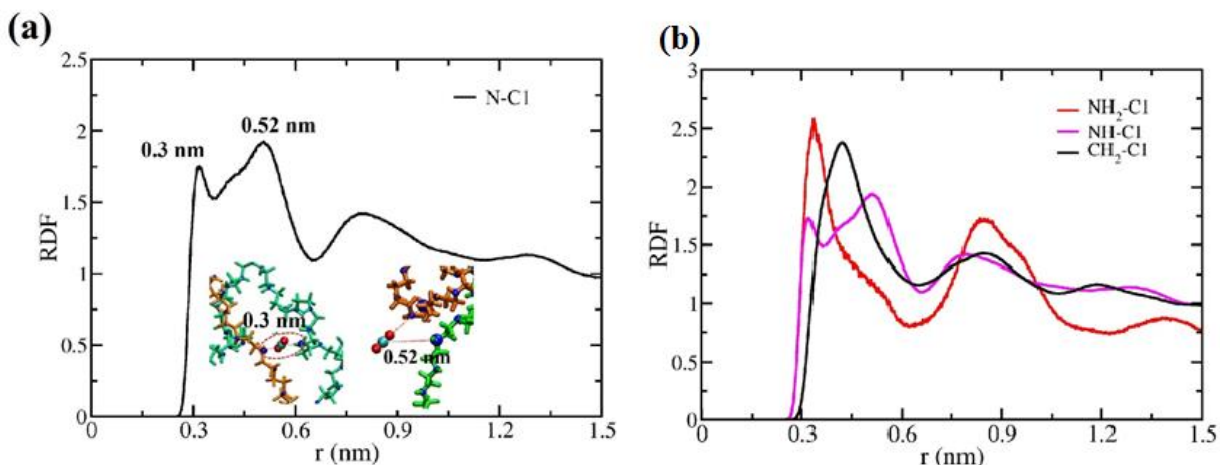 (a)
2.5
2
1.5
1
0.5
0
RDF
N-C1
0.3 nm
0.52 nm
0.3 nm
0.52 nm
0 0.3 0.6 0.9 1.2 1.5
r (nm)
(b)
3
2.5
2
1.5
1
0.5
0
RDF
NH2-C1
NH-C1
CH2-C1
0 0.3 0.6 0.9 1.2 1.5
r (nm)